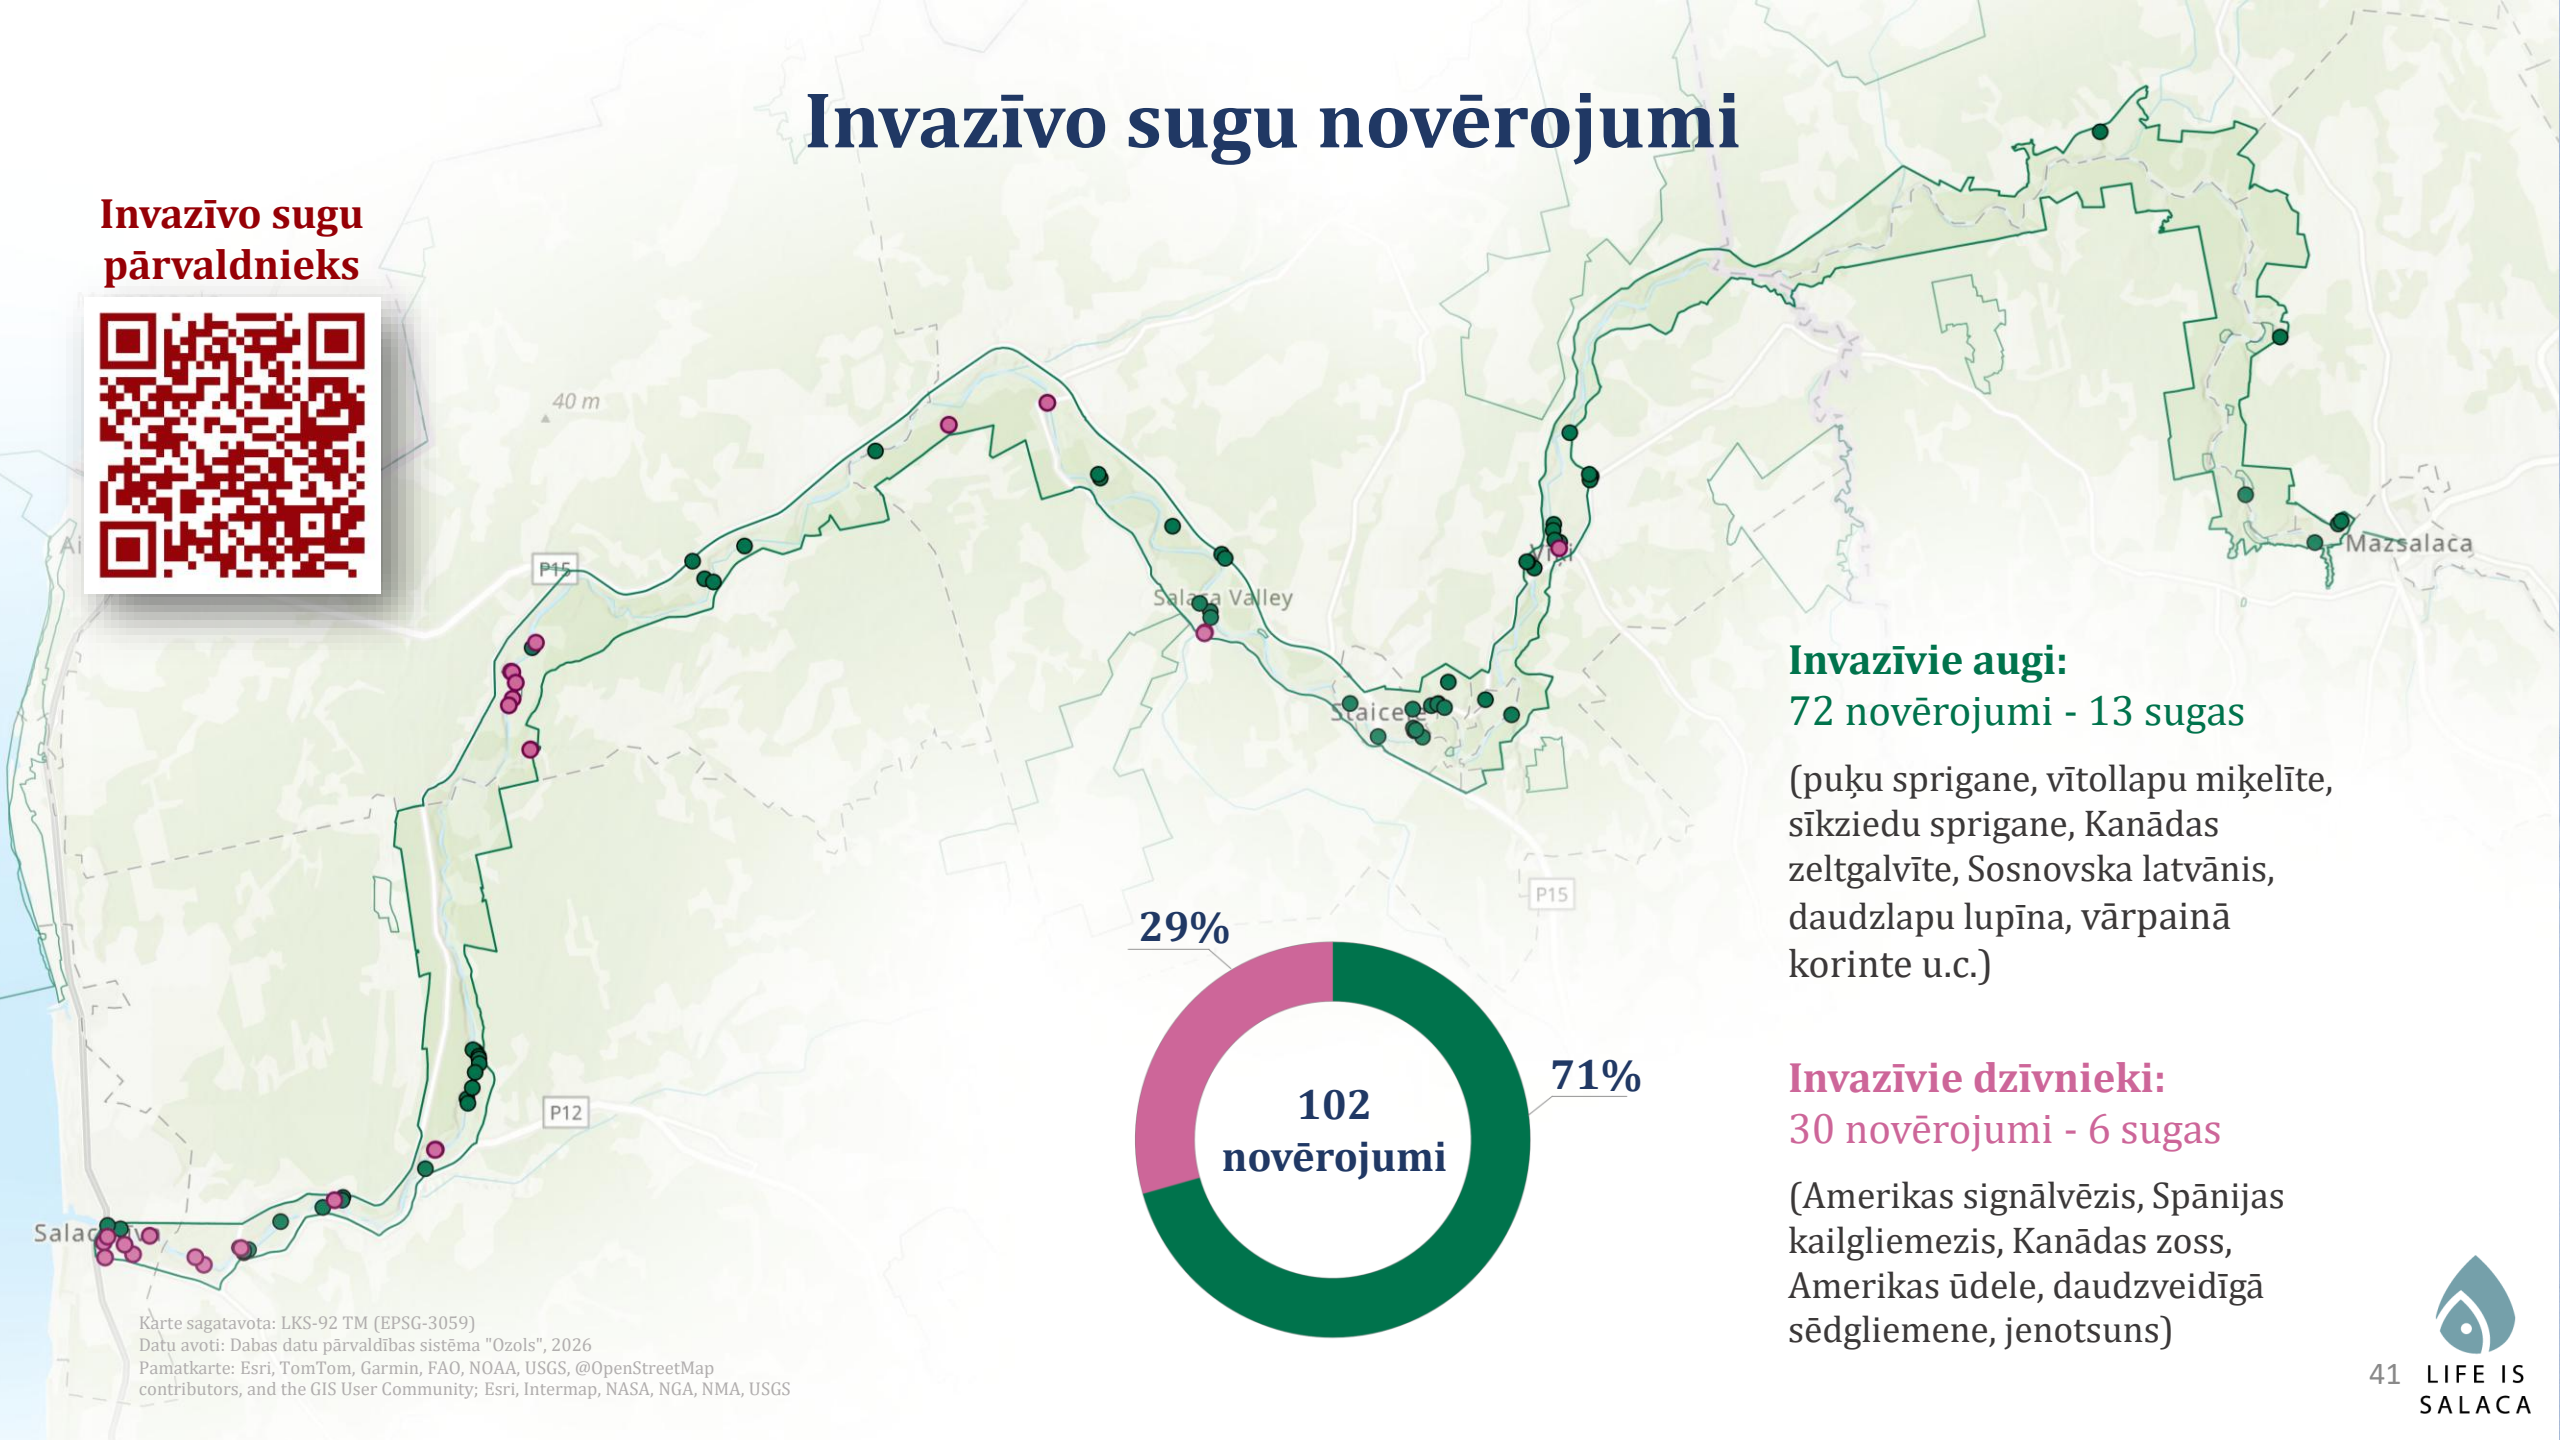 Invazīvo sugu novērojumi
Invazīvo sugu
pārvaldnieks
40 m
P15
Salaca Valley
Mazsalaca
P15
P12
Invazīvie augi:
72 novērojumi - 13 sugas
(puķu sprigane, vītollapu miķelīte,
sīkziedu sprigane, Kanādas
zeltgalvīte, Sosnovska latvānis,
daudzlapu lupīna, vārpainā
korinte u.c.)
29%
71%
102
novērojumi
Invazīvie dzīvnieki:
30 novērojumi - 6 sugas
(Amerikas signālvēzis, Spānijas
kailgliemezis, Kanādas zoss,
Amerikas ūdele, daudzveidīgā
sēdgliemene, jenotsuns)
Karte sagatavota: LKS-92 TM (EPSG-3059)
Datu avoti: Dabas datu pārvaldības sistēma "Ozols", 2026
Pamatkarte: Esri, TomTom, Garmin, FAO, NOAA, USGS, @OpenStreetMap
contributors, and the GIS User Community; Esri, Intermap, NASA, NGA, NMA, USGS
41
LIFE IS
SALACA